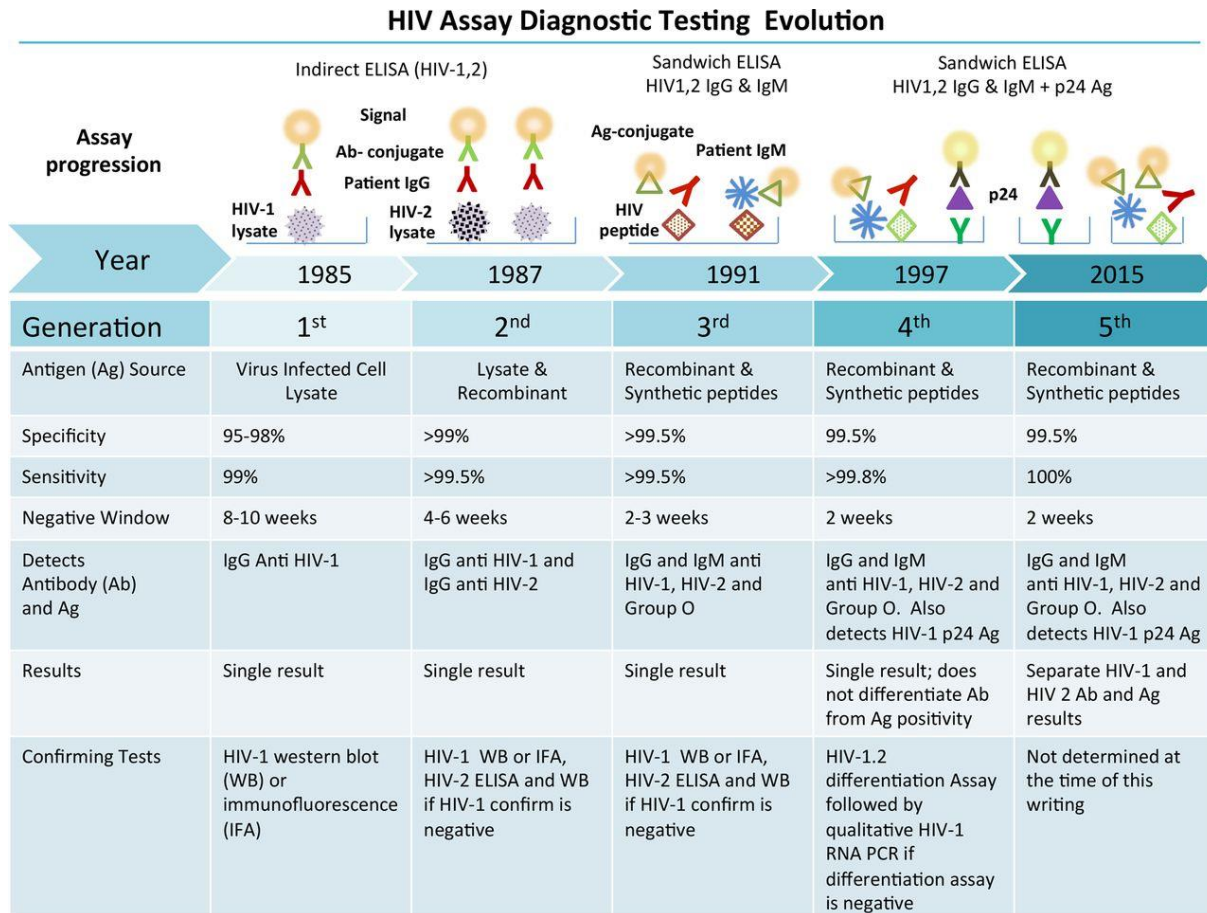 HIV Assay Diagnostic Testing Evolution
Indirect ELISA (HIV-1,2)
Sandwich ELISA
HIV1,2 IgG & IgM
Sandwich ELISA
HIV1,2 IgG & IgM + p24 Ag
Assay
progression
Signal
Ab- conjugate
Patient IgG
HIV-1
lysate
HIV-2
lysate
Ag-conjugate
Patient IgM
HIV
peptide
p24
Year
1985
1987
1991
1997
2015
Generation
1st
2nd
3rd
4th
5th
Antigen (Ag) Source
Virus Infected Cell
Lysate
Lysate &
Recombinant
Recombinant &
Synthetic peptides
Recombinant &
Synthetic peptides
Recombinant &
Synthetic peptides
Specificity
95-98%
>99%
>99.5%
99.5%
99.5%
Sensitivity
99%
>99.5%
>99.5%
>99.8%
100%
Negative Window
8-10 weeks
4-6 weeks
2-3 weeks
2 weeks
2 weeks
Detects
Antibody (Ab)
and Ag
IgG Anti HIV-1
IgG anti HIV-1 and
IgG anti HIV-2
IgG and IgM anti
HIV-1, HIV-2 and
Group O
IgG and IgM
anti HIV-1, HIV-2 and
Group O. Also
detects HIV-1 p24 Ag
IgG and IgM
anti HIV-1, HIV-2 and
Group O. Also
detects HIV-1 p24 Ag
Results
Single result
Single result
Single result
Single result; does
not differentiate Ab
from Ag positivity
Separate HIV-1 and
HIV 2 Ab and Ag
results
Confirming Tests
HIV-1 western blot
(WB) or
immunofluorescence
(IFA)
HIV-1 WB or IFA,
HIV-2 ELISA and WB
if HIV-1 confirm is
negative
HIV-1 WB or IFA,
HIV-2 ELISA and WB
if HIV-1 confirm is
negative
HIV-1.2
differentiation Assay
followed by
qualitative HIV-1
RNA PCR if
differentiation assay
is negative
Not determined at
the time of this
writing